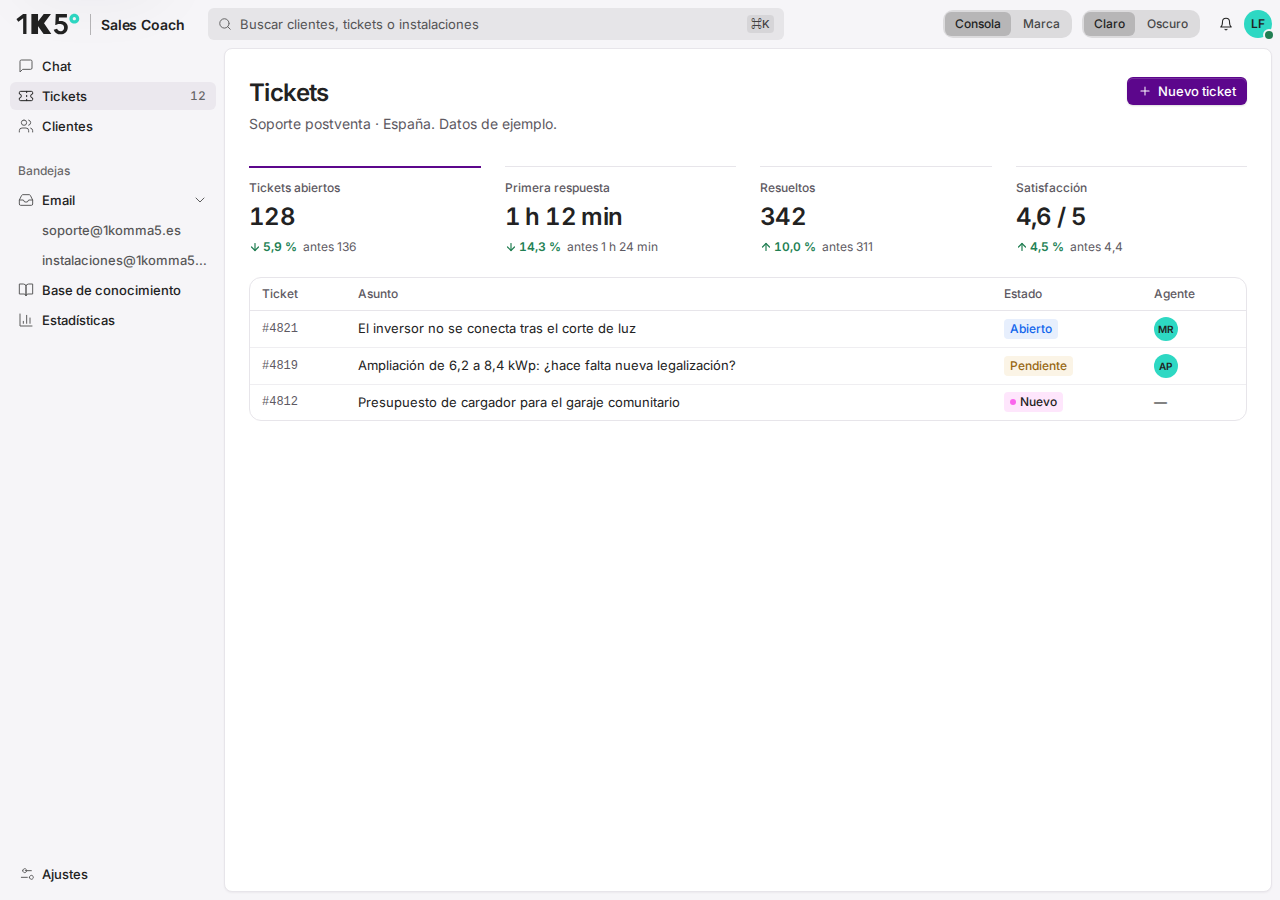 1K5° Sales Coach
Buscar clientes, tickets o instalaciones ⌘K
Consola Marca
Claro Oscuro
LF
Chat
Tickets 12
Clientes
Bandejas
Email
soporte@1komma5.es
instalaciones@1komma5...
Base de conocimiento
Estadísticas
Ajustes
Tickets
+ Nuevo ticket
Soporte postventa · España. Datos de ejemplo.
Tickets abiertos
128
↓ 5,9 % antes 136
Primera respuesta
1 h 12 min
↓ 14,3 % antes 1 h 24 min
Resueltos
342
↑ 10,0 % antes 311
Satisfacción
4,6 / 5
↑ 4,5 % antes 4,4
Ticket Asunto Estado Agente
#4821 El inversor no se conecta tras el corte de luz Abierto MR
#4819 Ampliación de 6,2 a 8,4 kWp: ¿hace falta nueva legalización? Pendiente AP
#4812 Presupuesto de cargador para el garaje comunitario Nuevo —